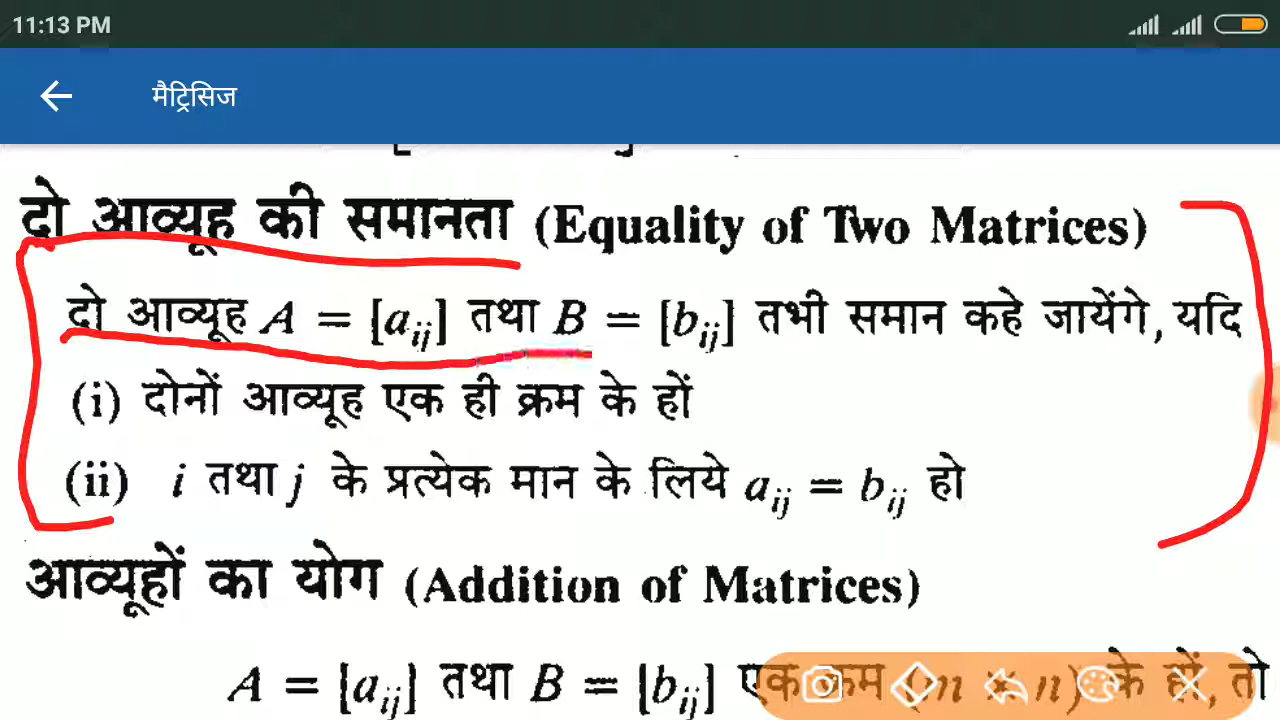 11:13 PM
मैट्रिसिज
दो आव्यूह की समानता (Equality of Two Matrices)
दो आव्यूह A = [aij] तथा B = [bij] तभी समान कहे जायेंगे, यदि
(i) दोनों आव्यूह एक ही क्रम के हों
(ii) i तथा j के प्रत्येक मान के लिये aij = bij हो
आव्यूहों का योग (Addition of Matrices)
A = [aij] तथा B = [bij] एक क्रम (m × n) के हों, तो